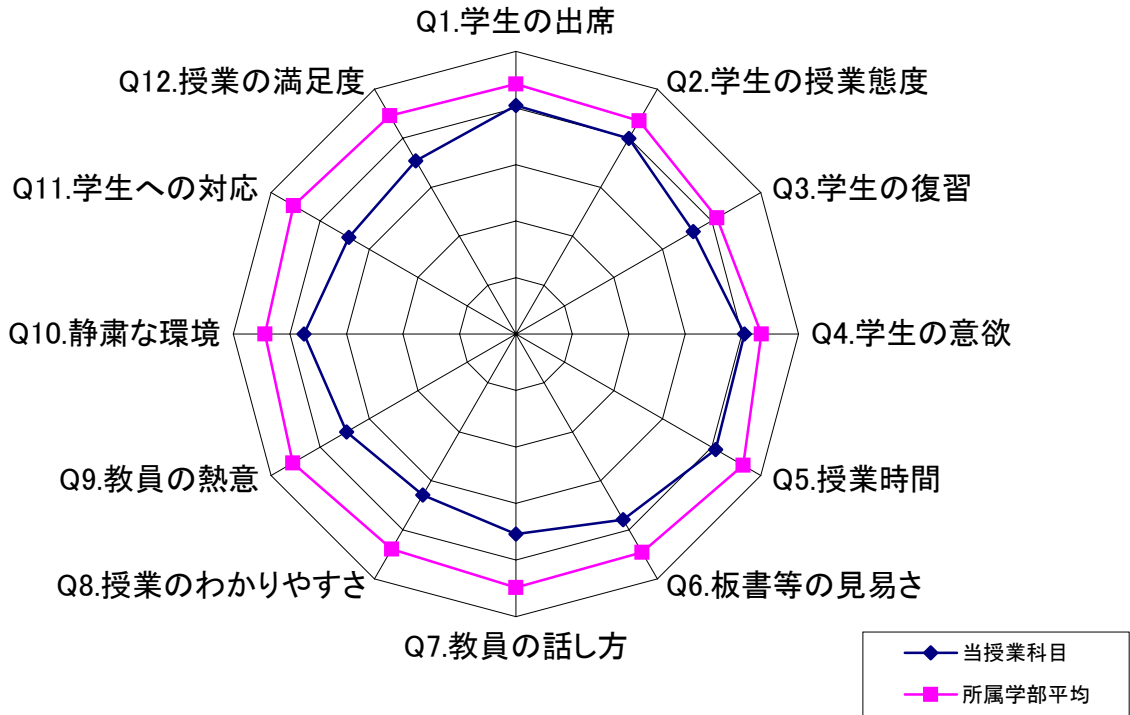 Q1.学生の出席
Q2.学生の授業態度
Q3.学生の復習
Q4.学生の意欲
Q5.授業時間
Q6.板書等の見易さ
Q7.教員の話し方
Q8.授業のわかりやすさ
Q9.教員の熱意
Q10.静粛な環境
Q11.学生への対応
Q12.授業の満足度
当授業科目
所属学部平均